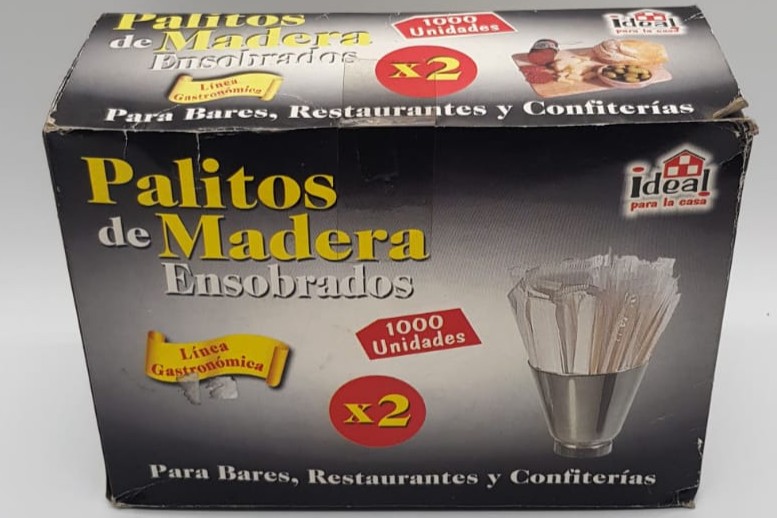 Palitos
de Madera
Ensobrados
Línea
Gastronómica
1000
Unidades
x2
ideal
para la casa
Para Bares, Restaurantes y Confiterías
Palitos
de Madera
Ensobrados
ideal
para la casa
1000
Unidades
Línea
Gastronómica
x2
Para Bares, Restaurantes y Confiterías